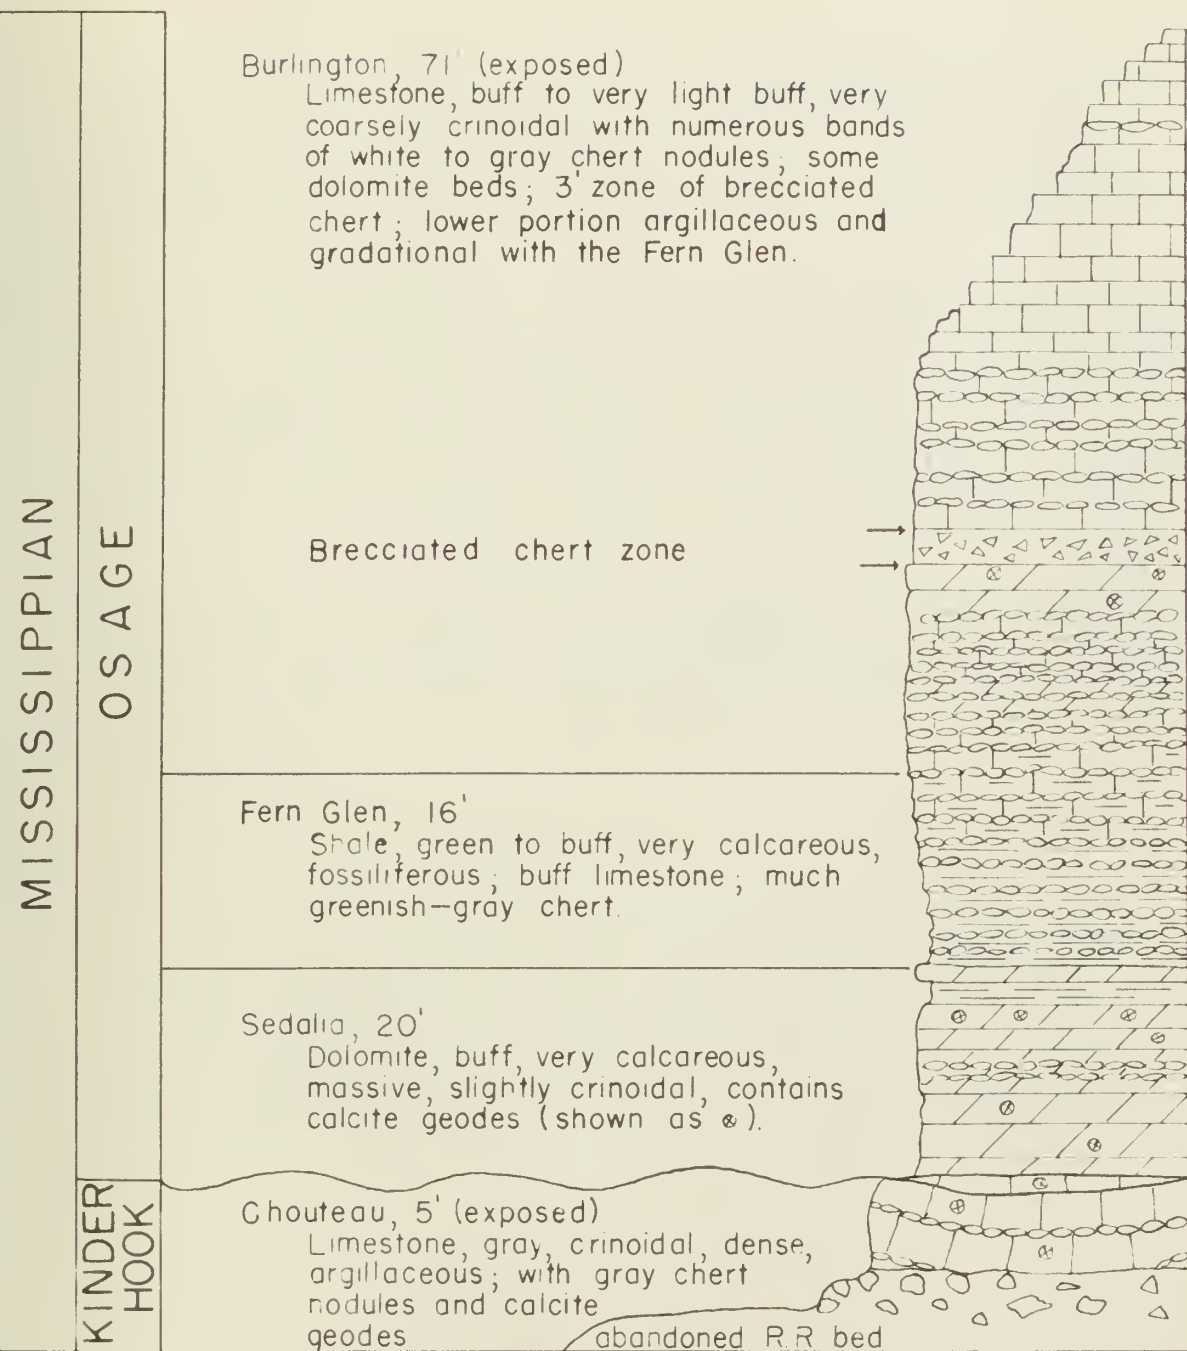 MISSISSIPPIAN
OSAGE
Burlington, 71' (exposed)
Limestone, buff to very light buff, very
coarsely crinoidal with numerous bands
of white to gray chert nodules; some
dolomite beds; 3' zone of brecciated
chert; lower portion argillaceous and
gradational with the Fern Glen.
Brecciated chert zone
Fern Glen, 16'
Shale, green to buff, very calcareous,
fossiliferous; buff limestone; much
greenish-gray chert.
Sedalia, 20'
Dolomite, buff, very calcareous,
massive, slightly crinoidal, contains
calcite geodes (shown as ⊗).
KINDER
HOOK
Chouteau, 5' (exposed)
Limestone, gray, crinoidal, dense,
argillaceous; with gray chert
nodules and calcite
geodes
abandoned R.R bed